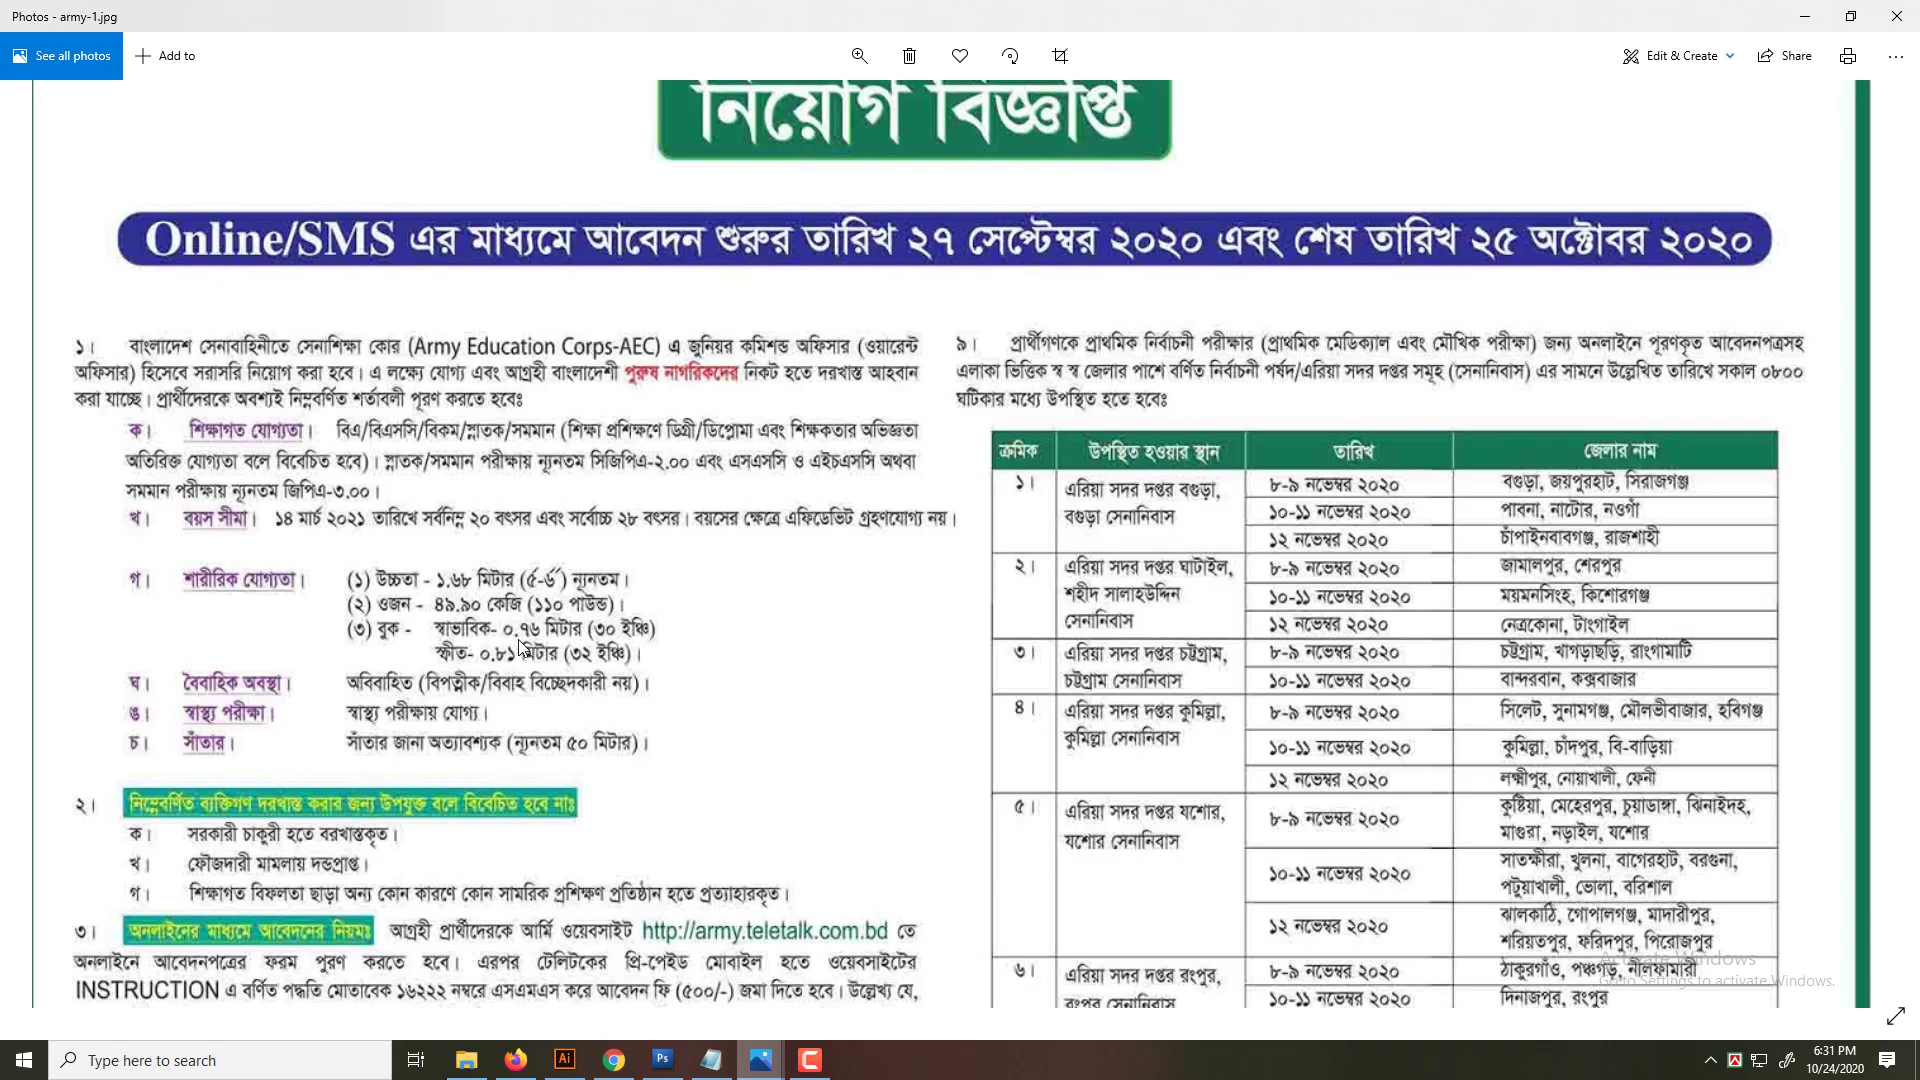 Photos - army-1.jpg
See all photos
Add to
Edit & Create
Share
নিয়োগ বিজ্ঞপ্তি
Online/SMS এর মাধ্যমে আবেদন শুরুর তারিখ ২৭ সেপ্টেম্বর ২০২০ এবং শেষ তারিখ ২৫ অক্টোবর ২০২০
১। বাংলাদেশ সেনাবাহিনীতে সেনাশিক্ষা কোর (Army Education Corps-AEC) এ জুনিয়র কমিশন্ড অফিসার (ওয়ারেন্ট
অফিসার) হিসেবে সরাসরি নিয়োগ করা হবে। এ লক্ষ্যে যোগ্য এবং আগ্রহী বাংলাদেশী পুরুষ নাগরিকদের নিকট হতে দরখাস্ত আহবান
করা যাচ্ছে। প্রার্থীদেরকে অবশ্যই নিম্নবর্ণিত শর্তাবলী পূরণ করতে হবেঃ
ক। শিক্ষাগত যোগ্যতা। বিএ/বিএসসি/বিকম/স্নাতক/সমমান (শিক্ষা প্রশিক্ষণে ডিগ্রী/ডিপ্লোমা এবং শিক্ষকতার অভিজ্ঞতা
অতিরিক্ত যোগ্যতা বলে বিবেচিত হবে)। স্নাতক/সমমান পরীক্ষায় ন্যূনতম সিজিপিএ-২.০০ এবং এসএসসি ও এইচএসসি অথবা
সমমান পরীক্ষায় ন্যূনতম জিপিএ-৩.০০।
খ। বয়স সীমা। ১৪ মার্চ ২০২১ তারিখে সর্বনিম্ন ২০ বৎসর এবং সর্বোচ্চ ২৮ বৎসর। বয়সের ক্ষেত্রে এফিডেভিট গ্রহণযোগ্য নয়।
গ। শারীরিক যোগ্যতা। (১) উচ্চতা - ১.৬৮ মিটার (৫´-৬´´) ন্যূনতম।
(২) ওজন - ৪৯.৯০ কেজি (১১০ পাউন্ড)।
(৩) বুক - স্বাভাবিক- ০.৭৬ মিটার (৩০ ইঞ্চি)
স্ফীত- ০.৮১ মিটার (৩২ ইঞ্চি)।
ঘ। বৈবাহিক অবস্থা। অবিবাহিত (বিপত্নীক/বিবাহ বিচ্ছেদকারী নয়)।
ঙ। স্বাস্থ্য পরীক্ষা। স্বাস্থ্য পরীক্ষায় যোগ্য।
চ। সাঁতার। সাঁতার জানা অত্যাবশ্যক (ন্যূনতম ৫০ মিটার)।
২। নিম্নেবর্ণিত ব্যক্তিগণ দরখাস্ত করার জন্য উপযুক্ত বলে বিবেচিত হবে নাঃ
ক। সরকারী চাকুরী হতে বরখাস্তকৃত।
খ। ফৌজদারী মামলায় দন্ডপ্রাপ্ত।
গ। শিক্ষাগত বিফলতা ছাড়া অন্য কোন কারণে কোন সামরিক প্রশিক্ষণ প্রতিষ্ঠান হতে প্রত্যাহারকৃত।
৩। অনলাইনের মাধ্যমে আবেদনের নিয়মঃ আগ্রহী প্রার্থীদেরকে আর্মি ওয়েবসাইট http://army.teletalk.com.bd তে
অনলাইনে আবেদনপত্রের ফরম পুরণ করতে হবে। এরপর টেলিটকের প্রি-পেইড মোবাইল হতে ওয়েবসাইটের
INSTRUCTION এ বর্ণিত পদ্ধতি মোতাবেক ১৬২২২ নম্বরে এসএমএস করে আবেদন ফি (৫০০/-) জমা দিতে হবে। উল্লেখ্য যে,
৯। প্রার্থীগণকে প্রাথমিক নির্বাচনী পরীক্ষার (প্রাথমিক মেডিক্যাল এবং মৌখিক পরীক্ষা) জন্য অনলাইনে পূরণকৃত আবেদনপত্রসহ
এলাকা ভিত্তিক স্ব স্ব জেলার পাশে বর্ণিত নির্বাচনী পর্ষদ/এরিয়া সদর দপ্তর সমূহ (সেনানিবাস) এর সামনে উল্লেখিত তারিখে সকাল ০৮০০
ঘটিকার মধ্যে উপস্থিত হতে হবেঃ
ক্রমিক উপস্থিত হওয়ার স্থান তারিখ জেলার নাম
১। এরিয়া সদর দপ্তর বগুড়া, ৮-৯ নভেম্বর ২০২০ বগুড়া, জয়পুরহাট, সিরাজগঞ্জ
বগুড়া সেনানিবাস ১০-১১ নভেম্বর ২০২০ পাবনা, নাটোর, নওগাঁ
১২ নভেম্বর ২০২০ চাঁপাইনবাবগঞ্জ, রাজশাহী
২। এরিয়া সদর দপ্তর ঘাটাইল, ৮-৯ নভেম্বর ২০২০ জামালপুর, শেরপুর
শহীদ সালাহউদ্দিন ১০-১১ নভেম্বর ২০২০ ময়মনসিংহ, কিশোরগঞ্জ
সেনানিবাস ১২ নভেম্বর ২০২০ নেত্রকোনা, টাংগাইল
৩। এরিয়া সদর দপ্তর চট্টগ্রাম, ৮-৯ নভেম্বর ২০২০ চট্টগ্রাম, খাগড়াছড়ি, রাংগামাটি
চট্টগ্রাম সেনানিবাস ১০-১১ নভেম্বর ২০২০ বান্দরবান, কক্সবাজার
৪। এরিয়া সদর দপ্তর কুমিল্লা, ৮-৯ নভেম্বর ২০২০ সিলেট, সুনামগঞ্জ, মৌলভীবাজার, হবিগঞ্জ
কুমিল্লা সেনানিবাস ১০-১১ নভেম্বর ২০২০ কুমিল্লা, চাঁদপুর, বি-বাড়িয়া
১২ নভেম্বর ২০২০ লক্ষ্মীপুর, নোয়াখালী, ফেনী
৫। এরিয়া সদর দপ্তর যশোর, ৮-৯ নভেম্বর ২০২০ কুষ্টিয়া, মেহেরপুর, চুয়াডাঙ্গা, ঝিনাইদহ,
যশোর সেনানিবাস মাগুরা, নড়াইল, যশোর
১০-১১ নভেম্বর ২০২০ সাতক্ষীরা, খুলনা, বাগেরহাট, বরগুনা,
পটুয়াখালী, ভোলা, বরিশাল
১২ নভেম্বর ২০২০ ঝালকাঠি, গোপালগঞ্জ, মাদারীপুর,
শরিয়তপুর, ফরিদপুর, পিরোজপুর
৬। এরিয়া সদর দপ্তর রংপুর, ৮-৯ নভেম্বর ২০২০ ঠাকুরগাঁও, পঞ্চগড়, নীলফামারী
রংপুর সেনানিবাস ১০-১১ নভেম্বর ২০২০ দিনাজপুর, রংপুর
Activate Windows
Go to Settings to activate Windows.
Type here to search
6:31 PM
10/24/2020